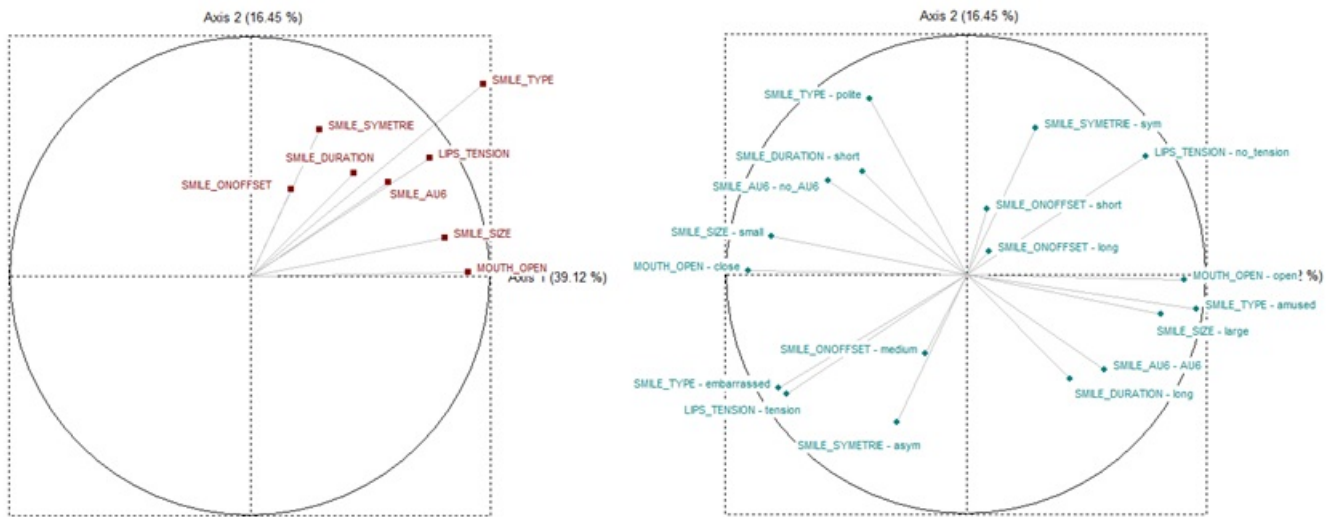 Axis 2 (16.45 %)
SMILE_TYPE
SMILE_SYMETRIE
SMILE_DURATION
LIPS_TENSION
SMILE_ONOFFSET
SMILE_AU6
SMILE_SIZE
MOUTH_OPEN
Axis 1 (39.12 %)
Axis 2 (16.45 %)
SMILE_TYPE - polite
SMILE_SYMETRIE - sym
LIPS_TENSION - no_tension
SMILE_DURATION - short
SMILE_AU6 - no_AU6
SMILE_ONOFFSET - short
SMILE_SIZE - small
SMILE_ONOFFSET - long
MOUTH_OPEN - close
MOUTH_OPEN - open
2 %)
SMILE_TYPE - amused
SMILE_SIZE - large
SMILE_ONOFFSET - medium
SMILE_AU6 - AU6
SMILE_TYPE - embarrassed
SMILE_DURATION - long
LIPS_TENSION - tension
SMILE_SYMETRIE - asym